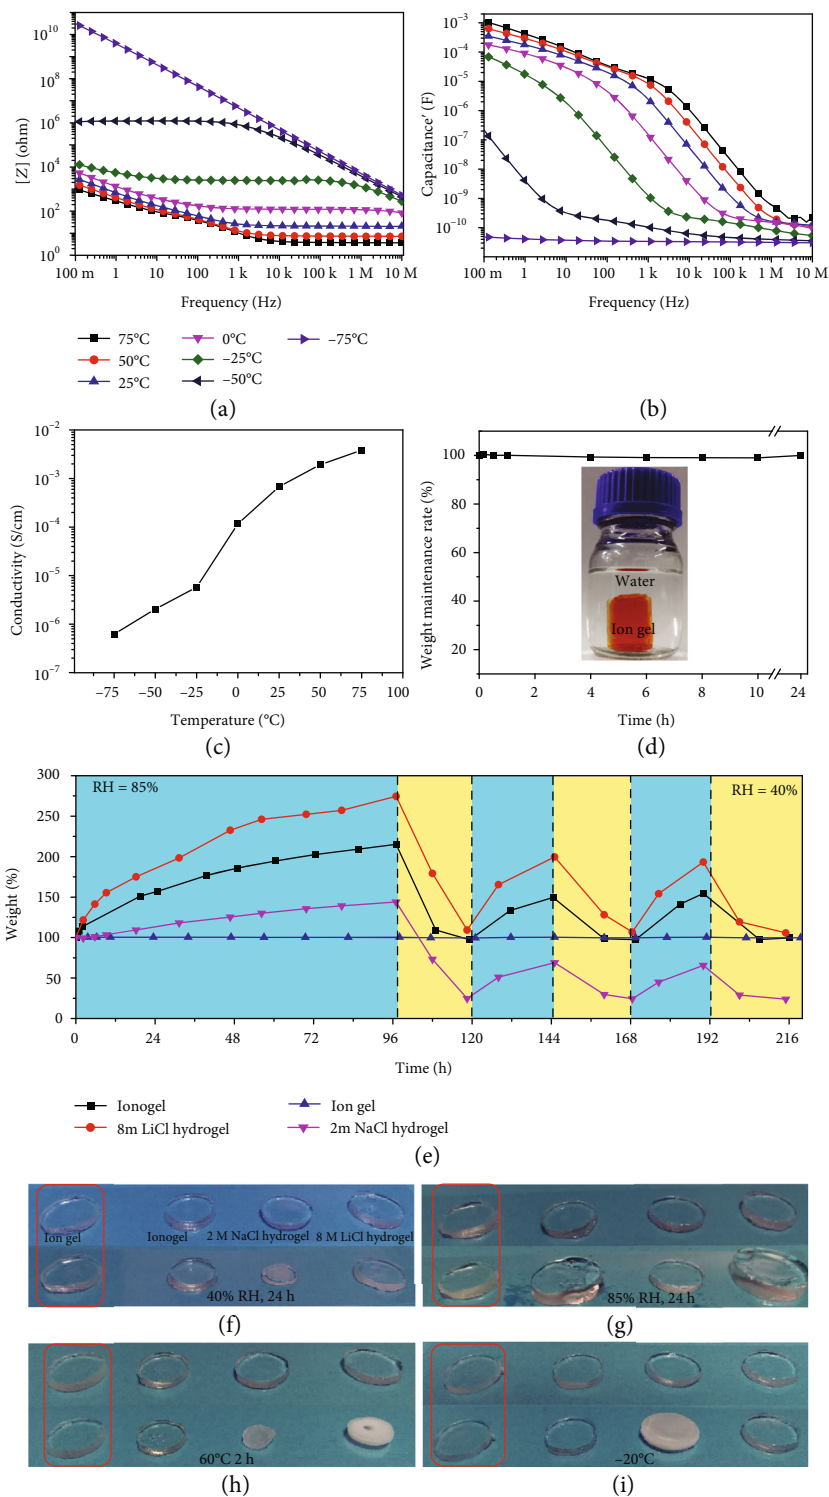 10^10
10^8
10^6
10^4
10^2
10^0
[Z] (ohm)
100 m 1 10 100 1 k 10 k 100 k 1 M 10 M
Frequency (Hz)
75°C
50°C
25°C
0°C
−25°C
−50°C
−75°C
(a)
10^−3
10^−4
10^−5
10^−6
10^−7
10^−8
10^−9
10^−10
Capacitance′ (F)
100 m 1 10 100 1 k 10 k 100 k 1 M 10 M
Frequency (Hz)
(b)
10^−2
10^−3
10^−4
10^−5
10^−6
10^−7
Conductivity (S/cm)
−75 −50 −25 0 25 50 75 100
Temperature (°C)
(c)
100
80
60
40
20
Weight maintenance rate (%)
Water
Ion gel
0 2 4 6 8 10 24
Time (h)
(d)
300
250
200
150
100
50
0
Weight (%)
RH = 85%
RH = 40%
0 24 48 72 96 120 144 168 192 216
Time (h)
Ionogel
8m LiCl hydrogel
Ion gel
2m NaCl hydrogel
(e)
Ion gel Ionogel 2 M NaCl hydrogel 8 M LiCl hydrogel
40% RH, 24 h
(f)
85% RH, 24 h
(g)
60°C 2 h
(h)
−20°C
(i)